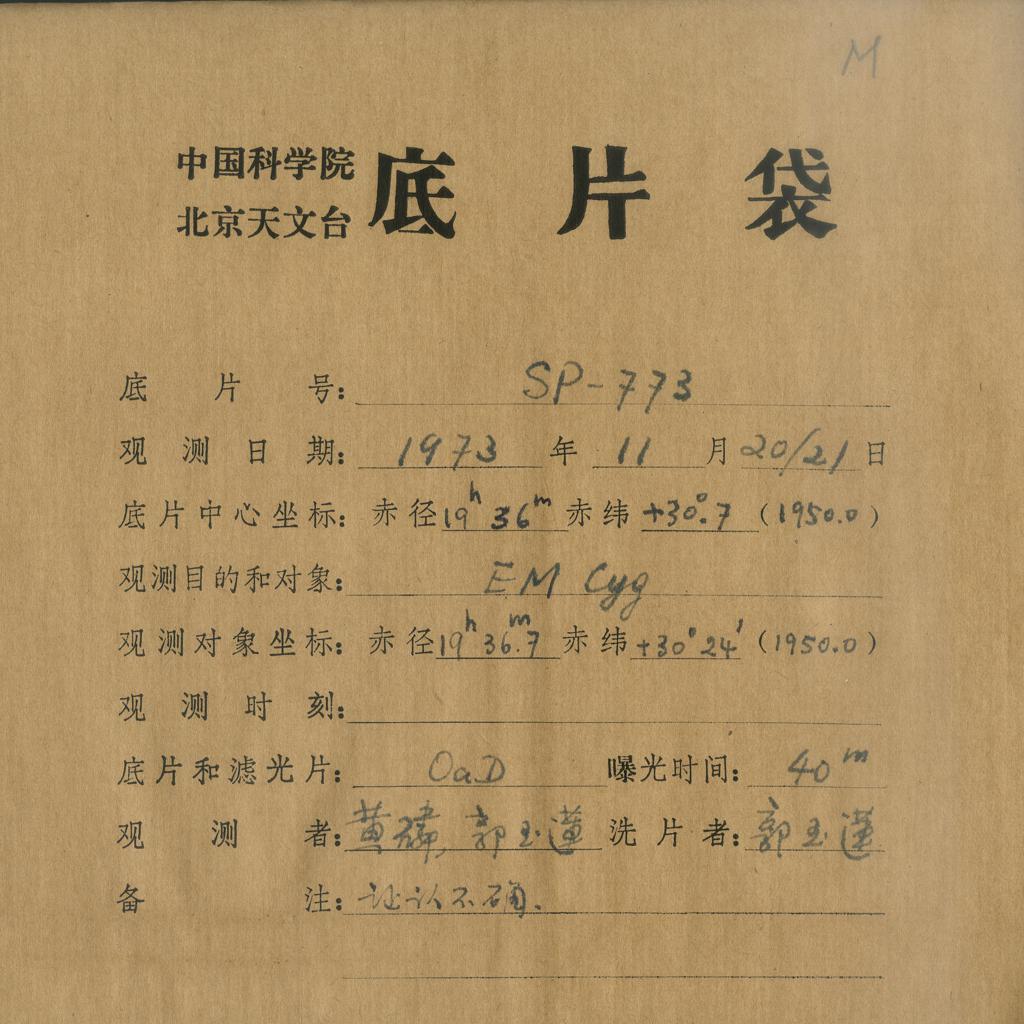 M
中国科学院
北京天文台 底片袋
底片号: SP-773
观测日期: 1973 年 11 月 20/21 日
底片中心坐标: 赤径 19ʰ 36ᵐ 赤纬 +30°.7 (1950.0)
观测目的和对象: EM Cyg
观测对象坐标: 赤径 19ʰ 36ᵐ.7 赤纬 +30° 24′ (1950.0)
观测时刻:
底片和滤光片: OaD 曝光时间: 40ᵐ
观测者: 黄磷, 郭玉莲 洗片者: 郭玉莲
备注: 证认不确.